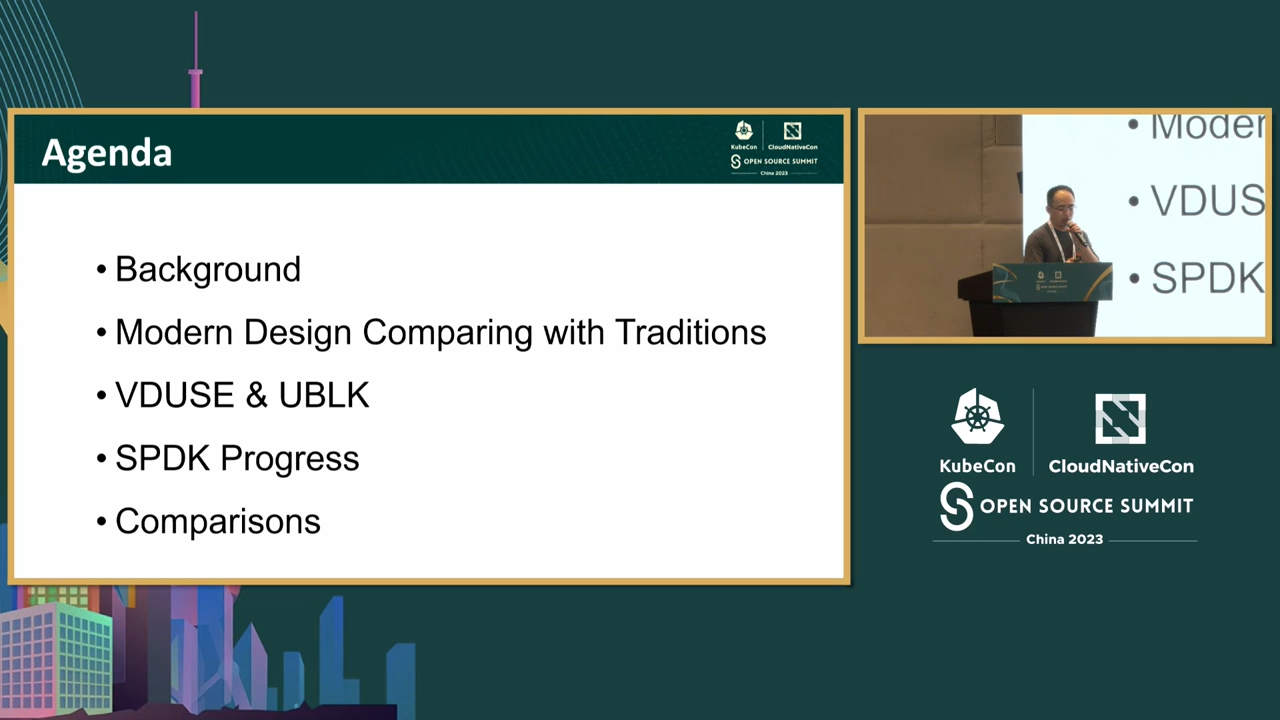 Agenda
KubeCon
CloudNativeCon
OPEN SOURCE SUMMIT
China 2023
• Background
• Modern Design Comparing with Traditions
• VDUSE & UBLK
• SPDK Progress
• Comparisons
• Moder
• VDUS
• SPDK
KubeCon
CloudNativeCon
OPEN SOURCE SUMMIT
China 2023